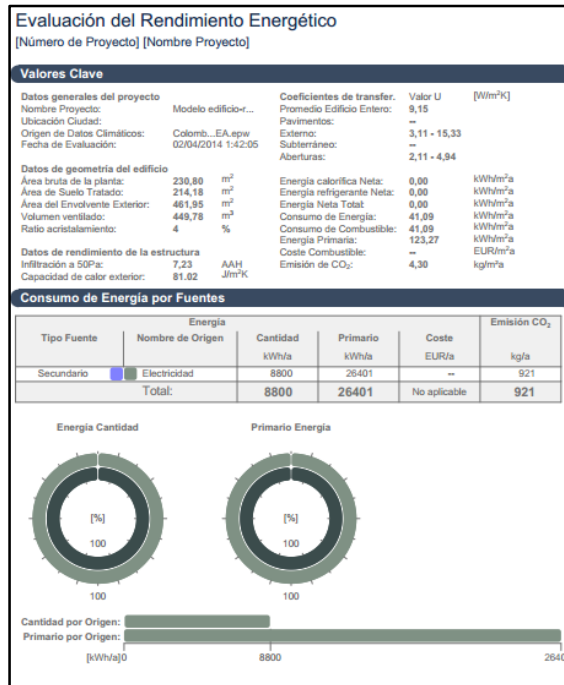 Evaluación del Rendimiento Energético
[Número de Proyecto] [Nombre Proyecto]
Valores Clave
Datos generales del proyecto
Nombre Proyecto: Modelo edificio-r...
Ubicación Ciudad:
Origen de Datos Climáticos: Colomb...EA.epw
Fecha de Evaluación: 02/04/2014 1:42:05
Datos de geometría del edificio
Área bruta de la planta: 230,80 m²
Área de Suelo Tratado: 214,18 m²
Área del Envolvente Exterior: 461,95 m²
Volumen ventilado: 449,78 m³
Ratio acristalamiento: 4 %
Datos de rendimiento de la estructura
Infiltración a 50Pa: 7,23 AAH
Capacidad de calor exterior: 81.02 J/m²K
Coeficientes de transfer. Valor U [W/m²K]
Promedio Edificio Entero: 9,15
Pavimentos: --
Externo: 3,11 - 15,33
Subterráneo: --
Aberturas: 2,11 - 4,94
Energía calorífica Neta: 0,00 kWh/m²a
Energía refrigerante Neta: 0,00 kWh/m²a
Energía Neta Total: 0,00 kWh/m²a
Consumo de Energía: 41,09 kWh/m²a
Consumo de Combustible: 41,09 kWh/m²a
Energía Primaria: 123,27 kWh/m²a
Coste Combustible: -- EUR/m²a
Emisión de CO₂: 4,30 kg/m²a
Consumo de Energía por Fuentes
Energía Emisión CO₂
Tipo Fuente Nombre de Origen Cantidad Primario Coste
kWh/a kWh/a EUR/a kg/a
Secundario Electricidad 8800 26401 -- 921
Total: 8800 26401 No aplicable 921
Energía Cantidad Primario Energía
[%] [%]
100 100
100 100
Cantidad por Origen:
Primario por Origen:
[kWh/a]0 8800 2640